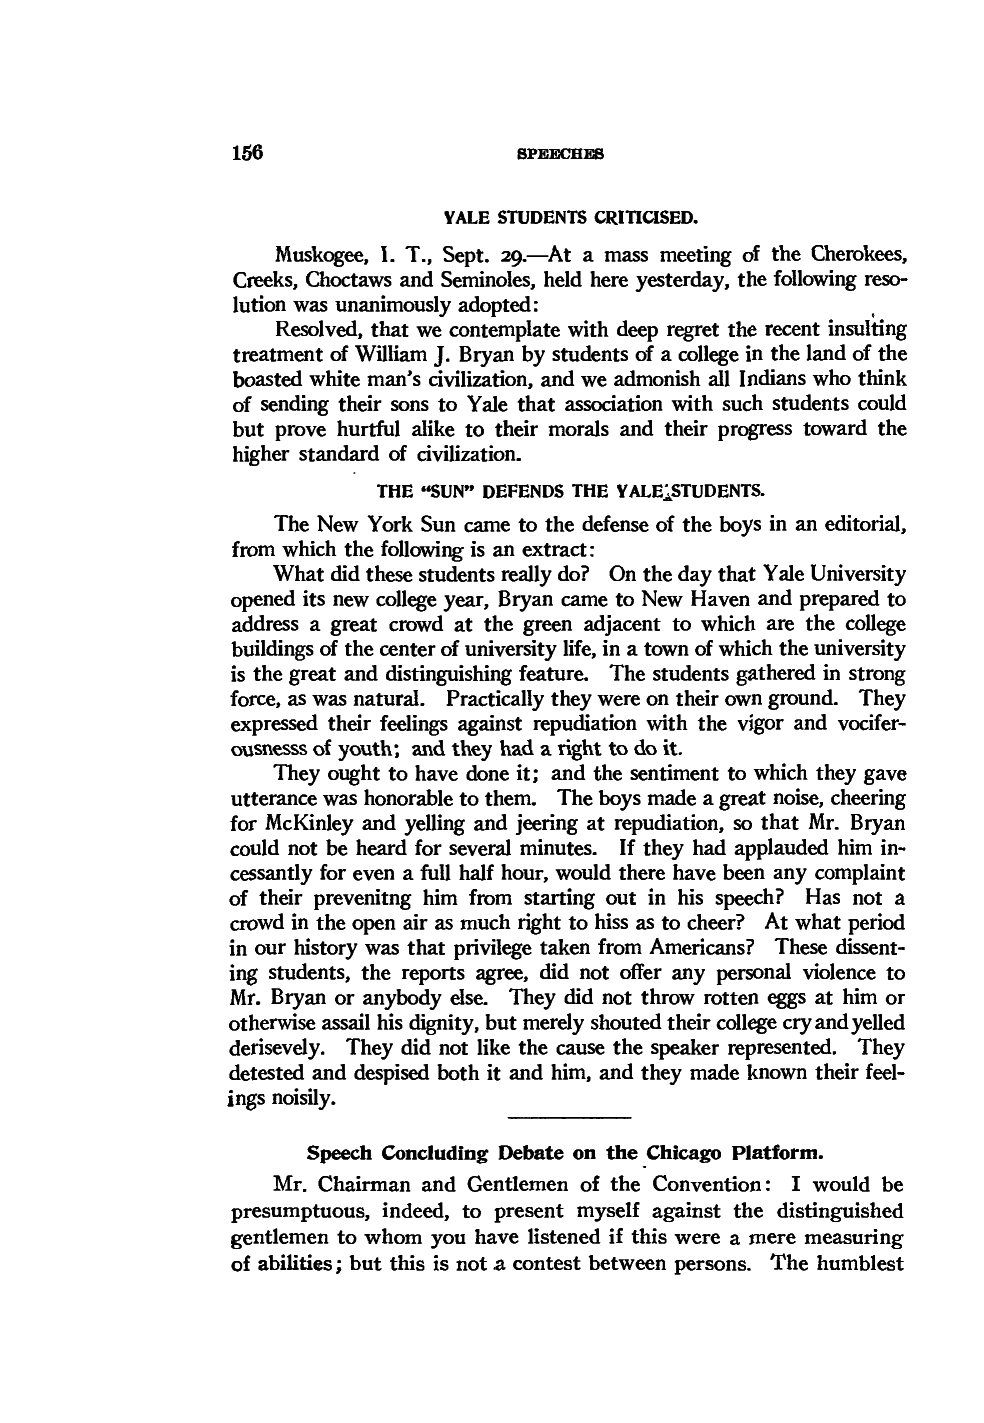 156 SPEECHES
YALE STUDENTS CRITICISED.
Muskogee, I. T., Sept. 29.—At a mass meeting of the Cherokees,
Creeks, Choctaws and Seminoles, held here yesterday, the following reso-
lution was unanimously adopted:
Resolved, that we contemplate with deep regret the recent insulting
treatment of William J. Bryan by students of a college in the land of the
boasted white man's civilization, and we admonish all Indians who think
of sending their sons to Yale that association with such students could
but prove hurtful alike to their morals and their progress toward the
higher standard of civilization.
THE “SUN” DEFENDS THE YALE STUDENTS.
The New York Sun came to the defense of the boys in an editorial,
from which the following is an extract:
What did these students really do? On the day that Yale University
opened its new college year, Bryan came to New Haven and prepared to
address a great crowd at the green adjacent to which are the college
buildings of the center of university life, in a town of which the university
is the great and distinguishing feature. The students gathered in strong
force, as was natural. Practically they were on their own ground. They
expressed their feelings against repudiation with the vigor and vocifer-
ousnesss of youth; and they had a right to do it.
They ought to have done it; and the sentiment to which they gave
utterance was honorable to them. The boys made a great noise, cheering
for McKinley and yelling and jeering at repudiation, so that Mr. Bryan
could not be heard for several minutes. If they had applauded him in-
cessantly for even a full half hour, would there have been any complaint
of their prevenitng him from starting out in his speech? Has not a
crowd in the open air as much right to hiss as to cheer? At what period
in our history was that privilege taken from Americans? These dissent-
ing students, the reports agree, did not offer any personal violence to
Mr. Bryan or anybody else. They did not throw rotten eggs at him or
otherwise assail his dignity, but merely shouted their college cry and yelled
derisevely. They did not like the cause the speaker represented. They
detested and despised both it and him, and they made known their feel-
ings noisily.
Speech Concluding Debate on the Chicago Platform.
Mr. Chairman and Gentlemen of the Convention: I would be
presumptuous, indeed, to present myself against the distinguished
gentlemen to whom you have listened if this were a mere measuring
of abilities; but this is not a contest between persons. The humblest